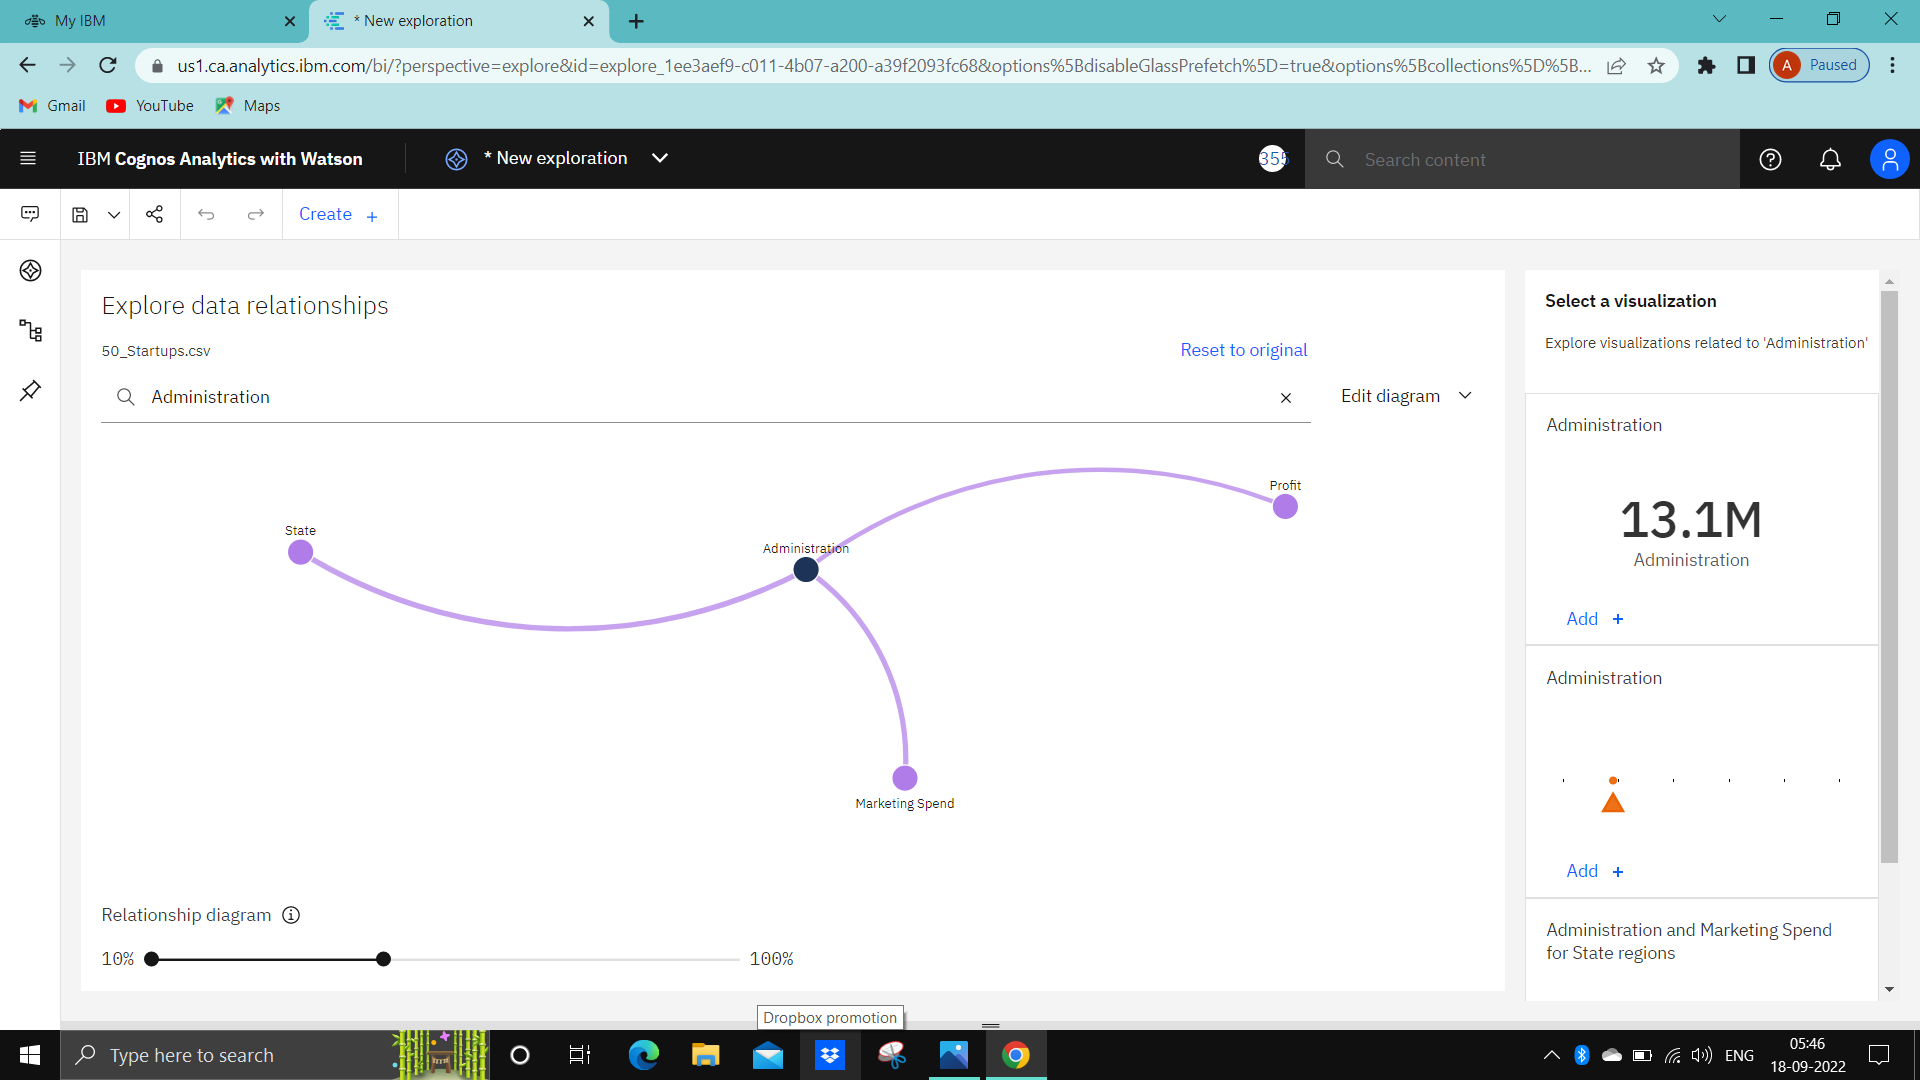 My IBM
* New exploration
us1.ca.analytics.ibm.com/bi/?perspective=explore&id=explore_1ee3aef9-c011-4b07-a200-a39f2093fc68&options%5BdisableGlassPrefetch%5D=true&options%5Bcollections%5D%5B...
A Paused
Gmail YouTube Maps
IBM Cognos Analytics with Watson
* New exploration
355
Search content
Create +
Explore data relationships
50_Startups.csv
Reset to original
Administration
Edit diagram
State
Administration
Profit
Marketing Spend
Relationship diagram
10%
100%
Select a visualization
Explore visualizations related to 'Administration'
Administration
13.1M
Administration
Add +
Administration
Add +
Administration and Marketing Spend
for State regions
Dropbox promotion
Type here to search
ENG
05:46
18-09-2022